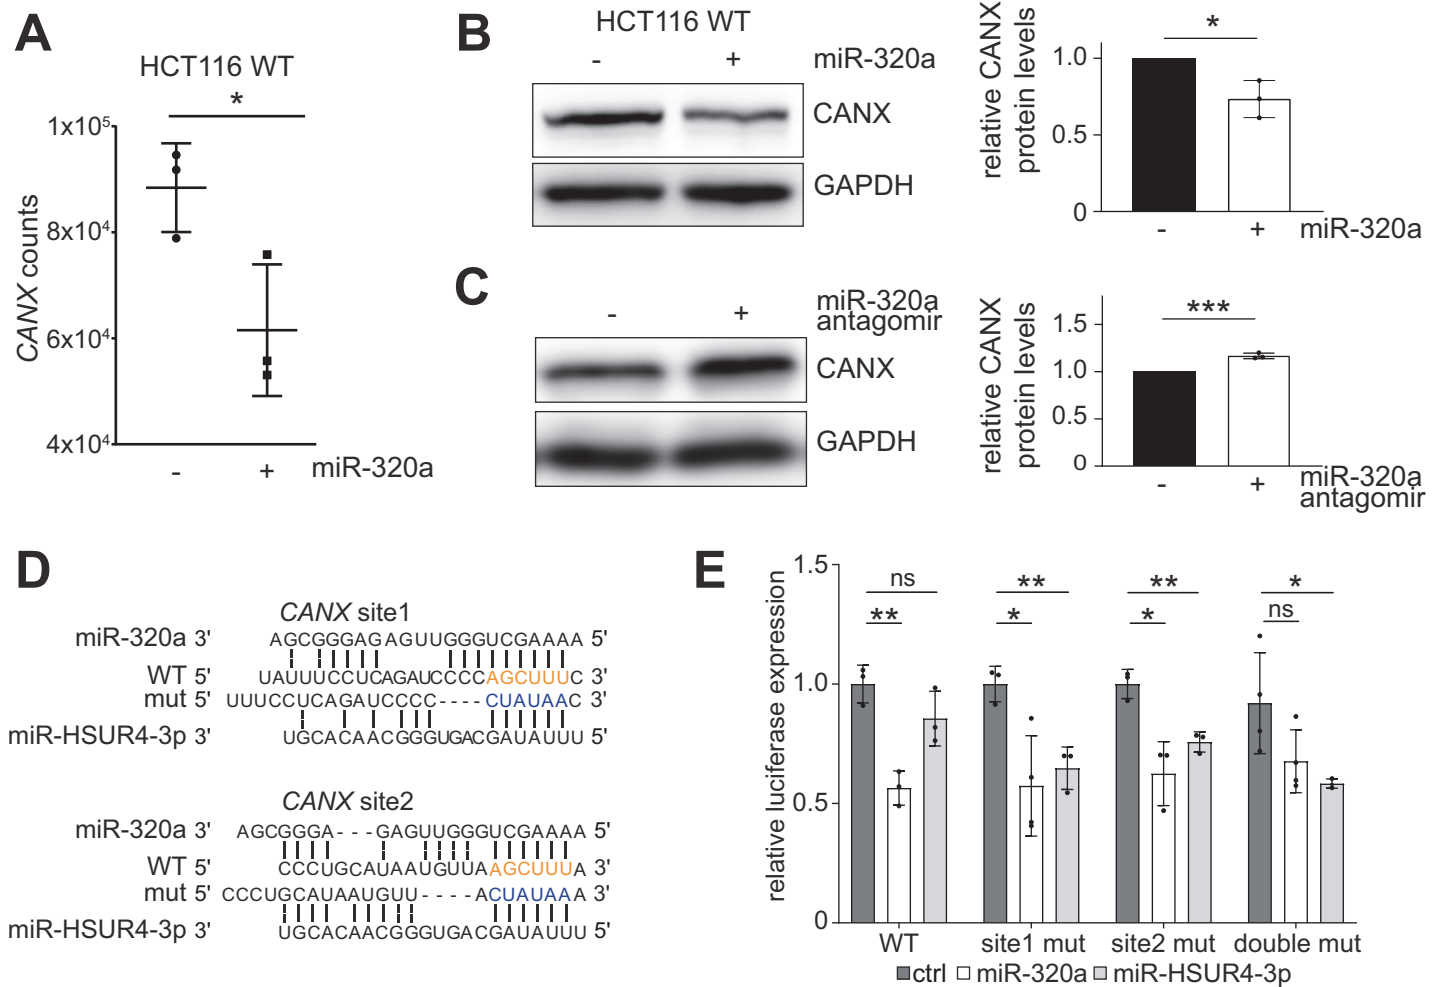 A
HCT116 WT
*
1x10⁵
8x10⁴
6x10⁴
4x10⁴
CANX counts
- + miR-320a
B
HCT116 WT
- + miR-320a
CANX
GAPDH
relative CANX
protein levels
*
1.0
0.5
0
- + miR-320a
C
- + miR-320a
antagomir
CANX
GAPDH
relative CANX
protein levels
***
1.5
1.0
0.5
0
- + miR-320a
antagomir
D
CANX site1
miR-320a 3' AGCGGGAGAGUUGGGUCGAAAA 5'
WT 5' UAUUUCCUCAGAUCCCCAGCUUUC 3'
mut 5' UUUCCUCAGAUCCCC----CUAUAAC 3'
miR-HSUR4-3p 3' UGCACAACGGGUGACGAUAUUU 5'
CANX site2
miR-320a 3' AGCGGGA---GAGUUGGGUCGAAAA 5'
WT 5' CCCUGCAUAAUGUUAAGCUUUA 3'
mut 5' CCCUGCAUAAUGUU----ACUAUAAA 3'
miR-HSUR4-3p 3' UGCACAACGGGUGACGAUAUUU 5'
E
relative luciferase expression
1.5
1.0
0.5
0
ns
**
**
*
**
*
*
ns
WT site1 mut site2 mut double mut
ctrl miR-320a miR-HSUR4-3p